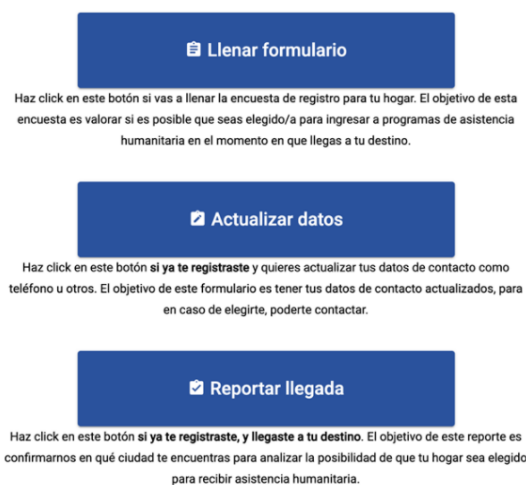 Llenar formulario
Haz click en este botón si vas a llenar la encuesta de registro para tu hogar. El objetivo de esta
encuesta es valorar si es posible que seas elegido/a para ingresar a programas de asistencia
humanitaria en el momento en que llegas a tu destino.
Actualizar datos
Haz click en este botón si ya te registraste y quieres actualizar tus datos de contacto como
teléfono u otros. El objetivo de este formulario es tener tus datos de contacto actualizados, para
en caso de elegirte, poderte contactar.
Reportar llegada
Haz click en este botón si ya te registraste, y llegaste a tu destino. El objetivo de este reporte es
confirmarnos en qué ciudad te encuentras para analizar la posibilidad de que tu hogar sea elegido
para recibir asistencia humanitaria.